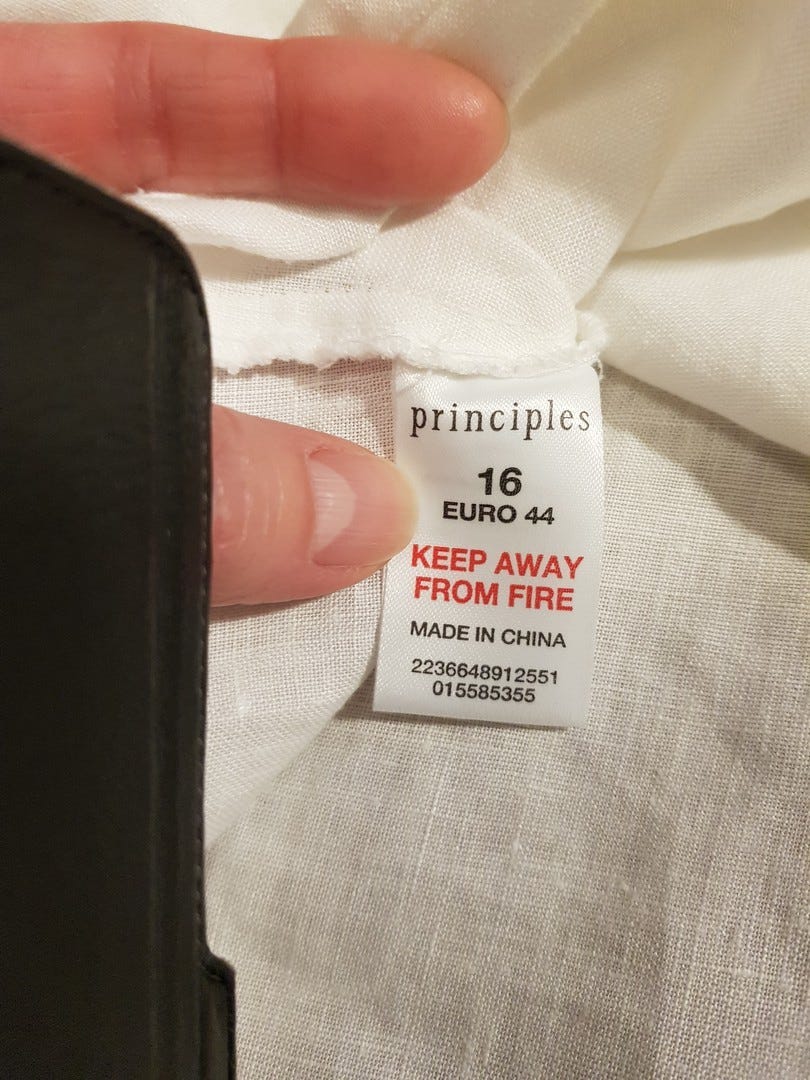 principles
16
EURO 44
KEEP AWAY
FROM FIRE
MADE IN CHINA
2236648912551
015585355